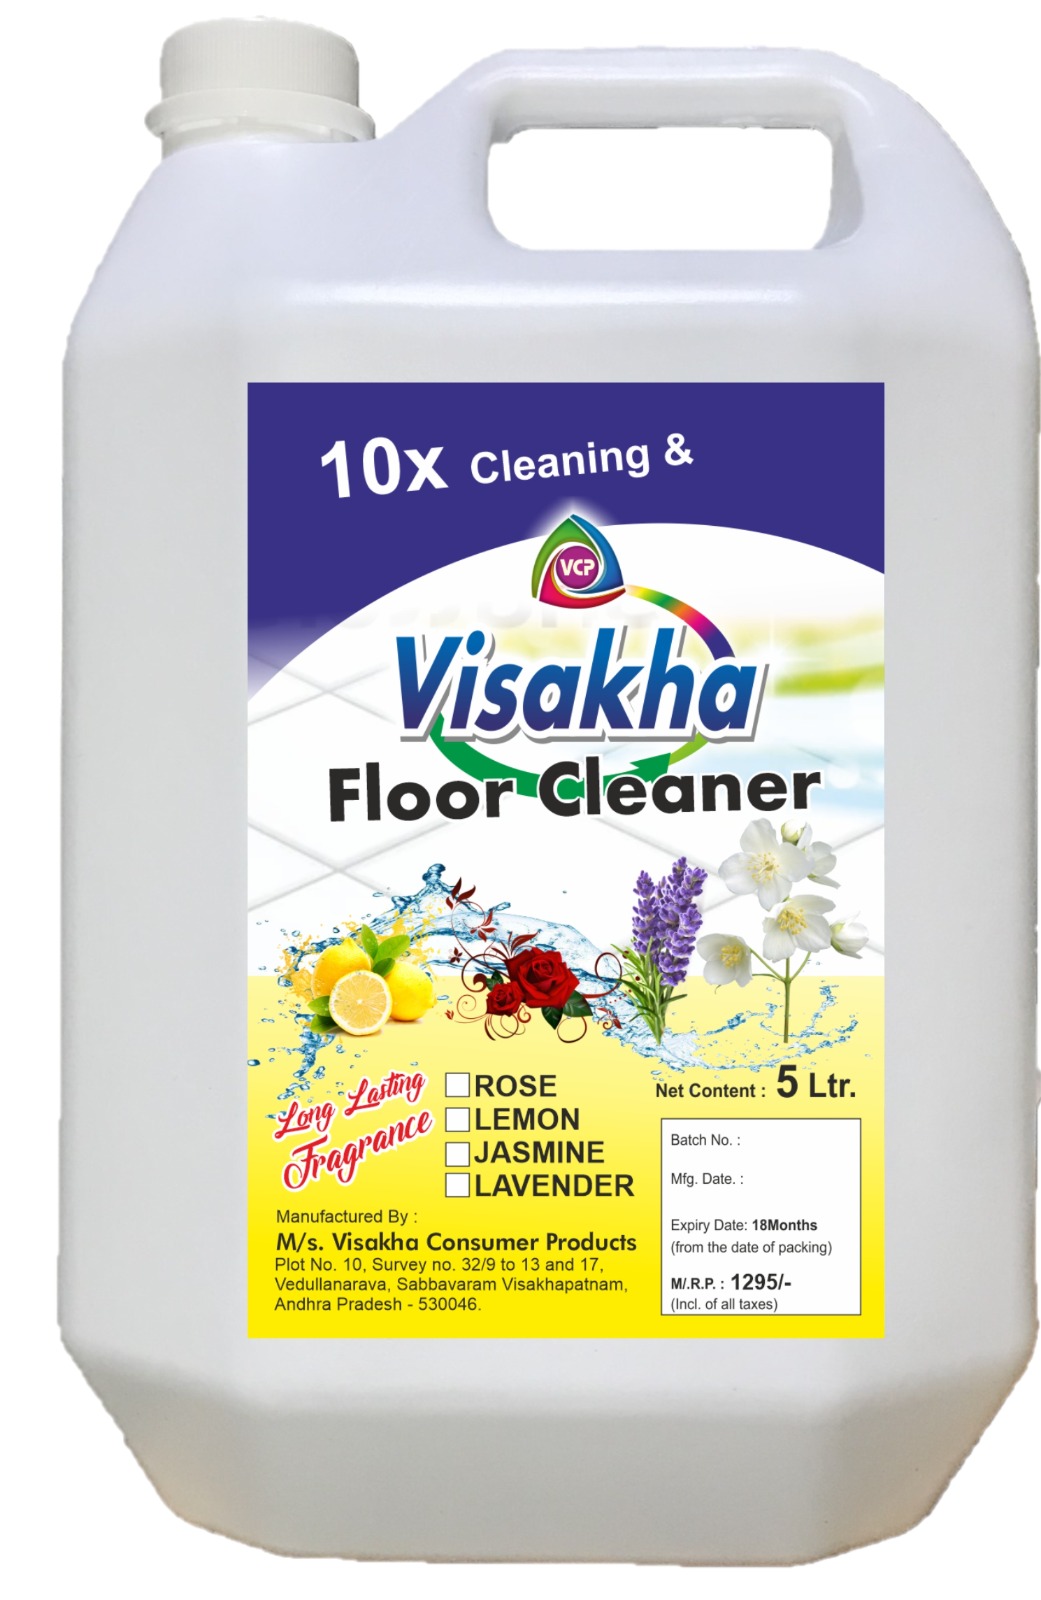 10x Cleaning &
VCP
Visakha
Floor Cleaner
Long Lasting
Fragrance
ROSE
LEMON
JASMINE
LAVENDER
Net Content : 5 Ltr.
Batch No. :
Mfg. Date. :
Expiry Date: 18Months
(from the date of packing)
M/.R.P. : 1295/-
(Incl. of all taxes)
Manufactured By :
M/s. Visakha Consumer Products
Plot No. 10, Survey no. 32/9 to 13 and 17,
Vedullanarava, Sabbavaram Visakhapatnam,
Andhra Pradesh - 530046.